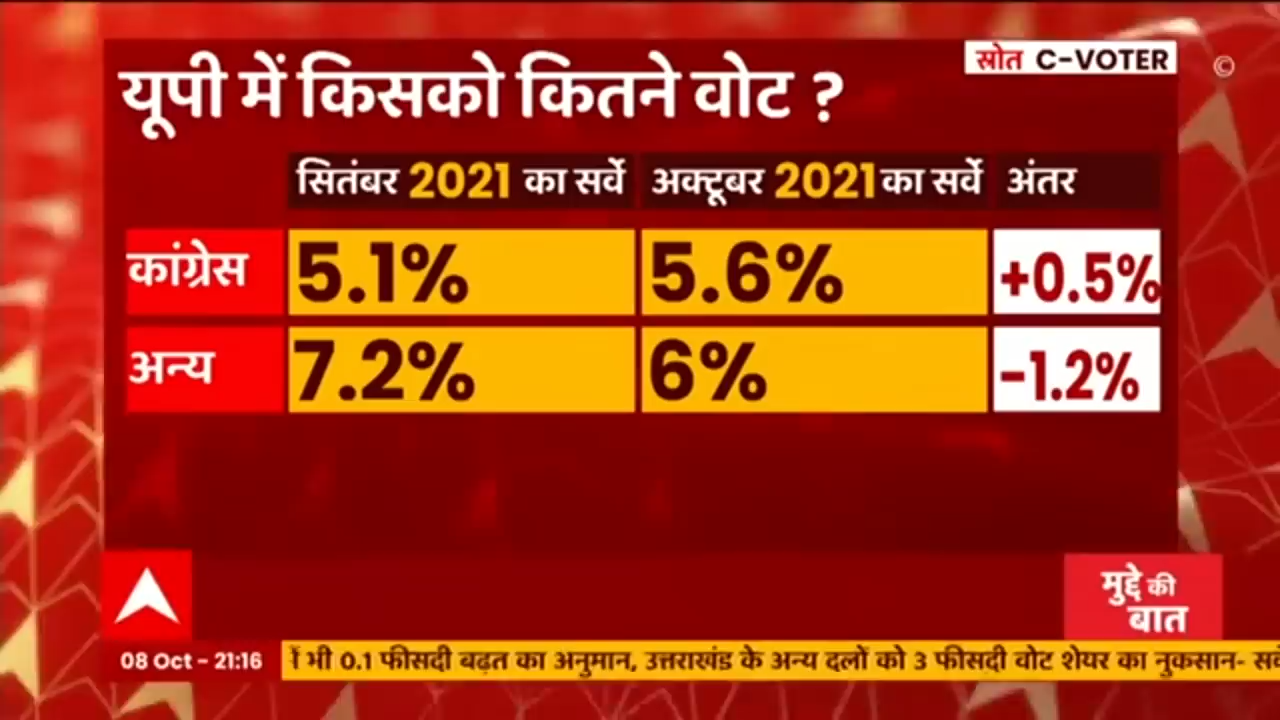 स्रोत C-VOTER
©
यूपी में किसको कितने वोट ?
सितंबर 2021 का सर्वे अक्टूबर 2021 का सर्वे अंतर
कांग्रेस 5.1% 5.6% +0.5%
अन्य 7.2% 6% -1.2%
मुद्दे की
बात
08 Oct - 21:16 भी 0.1 फीसदी बढ़त का अनुमान, उत्तराखंड के अन्य दलों को 3 फीसदी वोट शेयर का नुकसान-